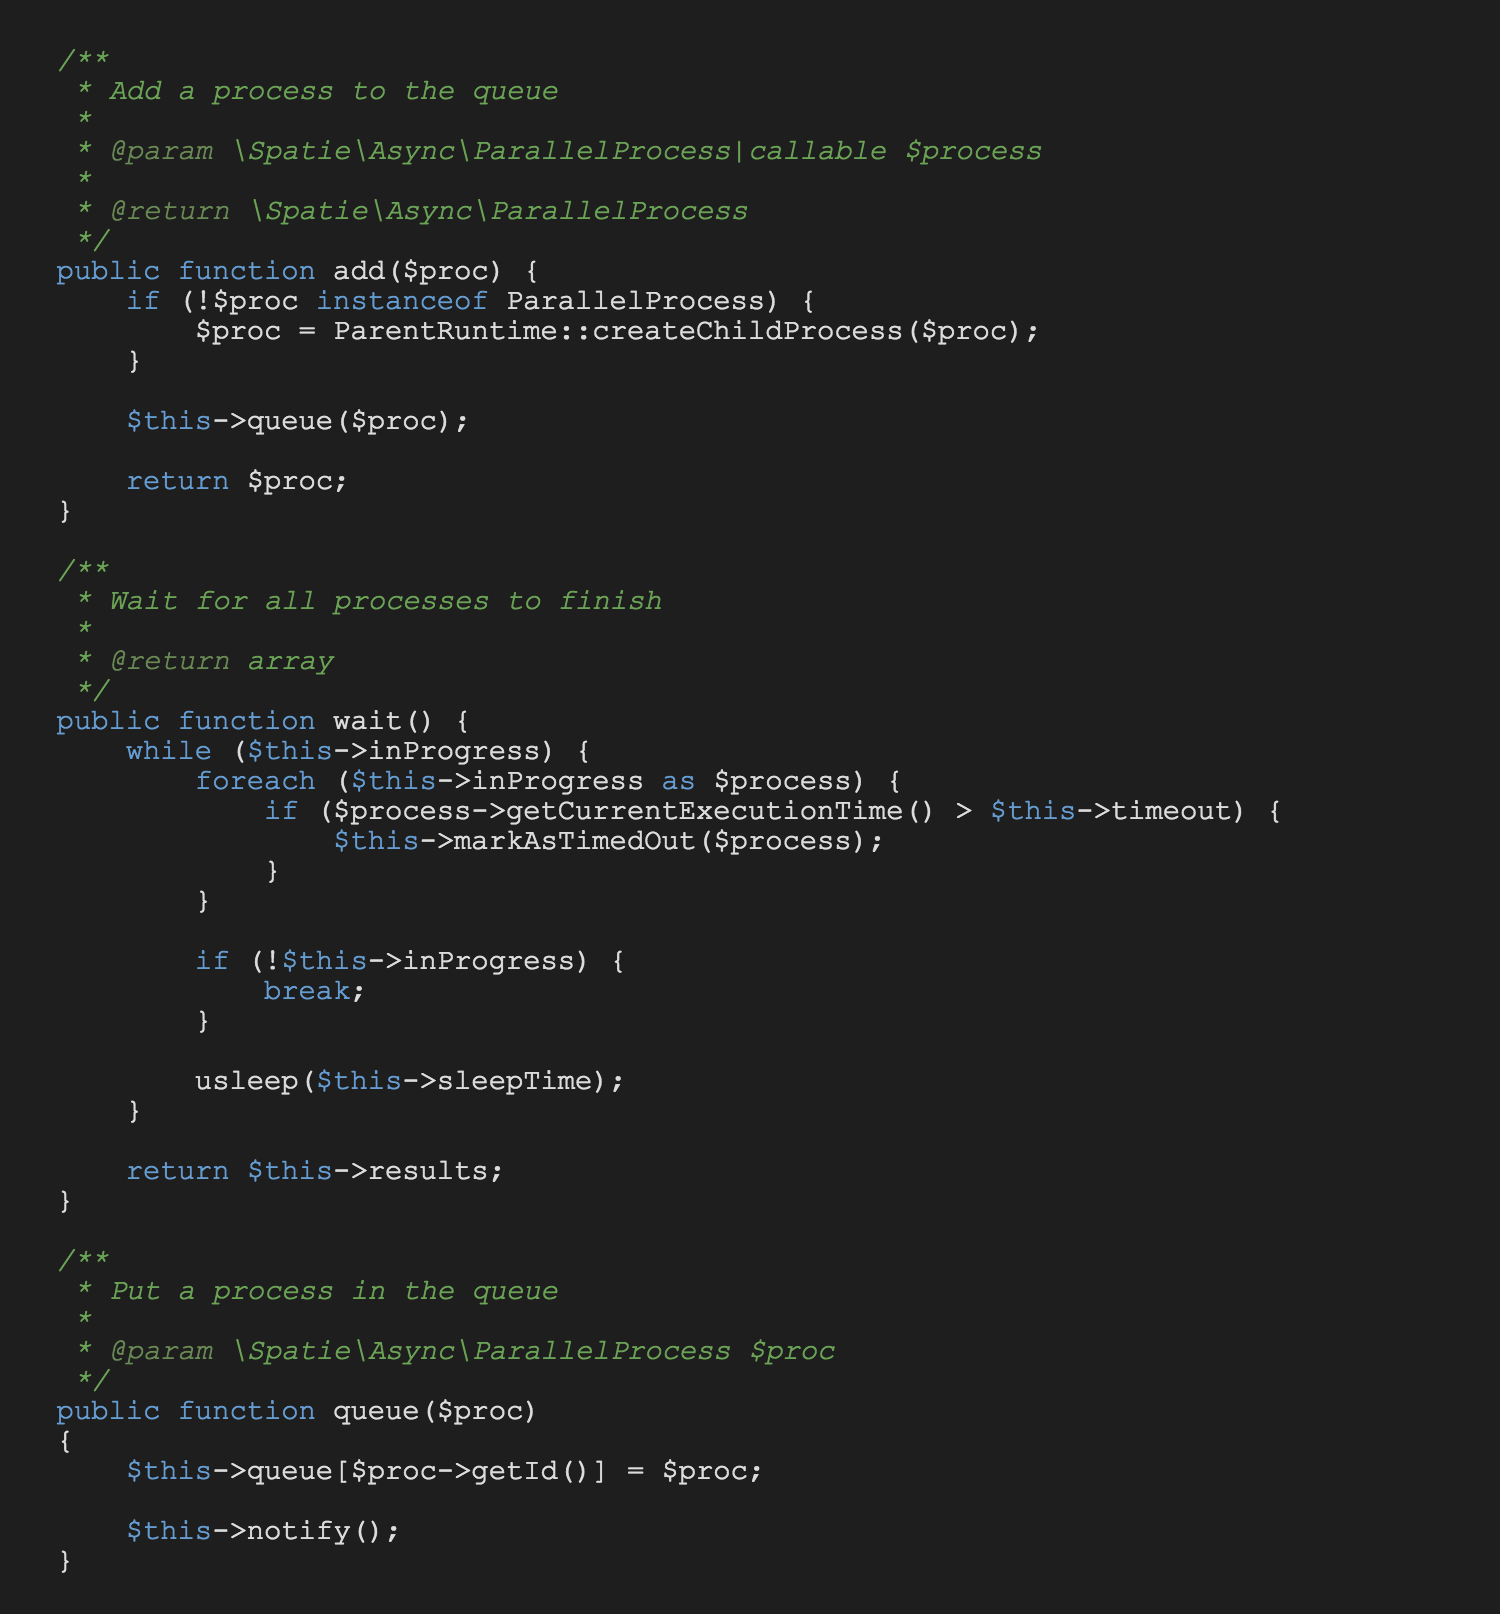 /**
 * Add a process to the queue
 *
 * @param \Spatie\Async\ParallelProcess|callable $process
 *
 * @return \Spatie\Async\ParallelProcess
 */
public function add($proc) {
    if (!$proc instanceof ParallelProcess) {
        $proc = ParentRuntime::createChildProcess($proc);
    }

    $this->queue($proc);

    return $proc;
}

/**
 * Wait for all processes to finish
 *
 * @return array
 */
public function wait() {
    while ($this->inProgress) {
        foreach ($this->inProgress as $process) {
            if ($process->getCurrentExecutionTime() > $this->timeout) {
                $this->markAsTimedOut($process);
            }
        }

        if (!$this->inProgress) {
            break;
        }

        usleep($this->sleepTime);
    }

    return $this->results;
}

/**
 * Put a process in the queue
 *
 * @param \Spatie\Async\ParallelProcess $proc
 */
public function queue($proc)
{
    $this->queue[$proc->getId()] = $proc;

    $this->notify();
}